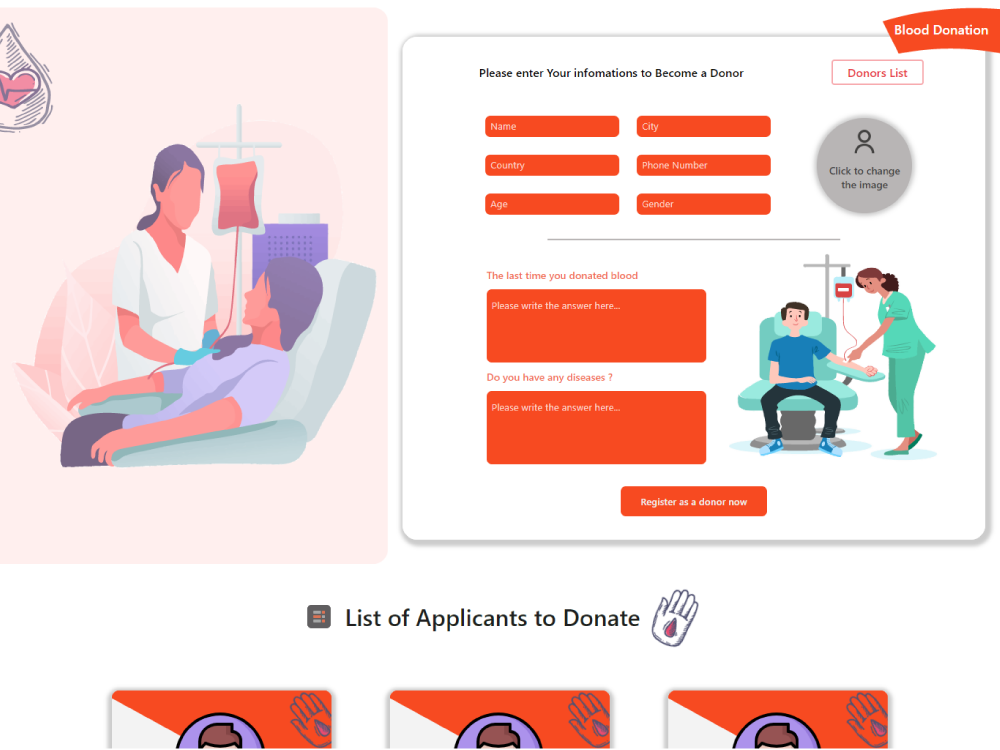 Blood Donation
Please enter Your infomations to Become a Donor
Donors List
Name
City
Country
Phone Number
Age
Gender
Click to change
the image
The last time you donated blood
Please write the answer here...
Do you have any diseases ?
Please write the answer here...
Register as a donor now
List of Applicants to Donate